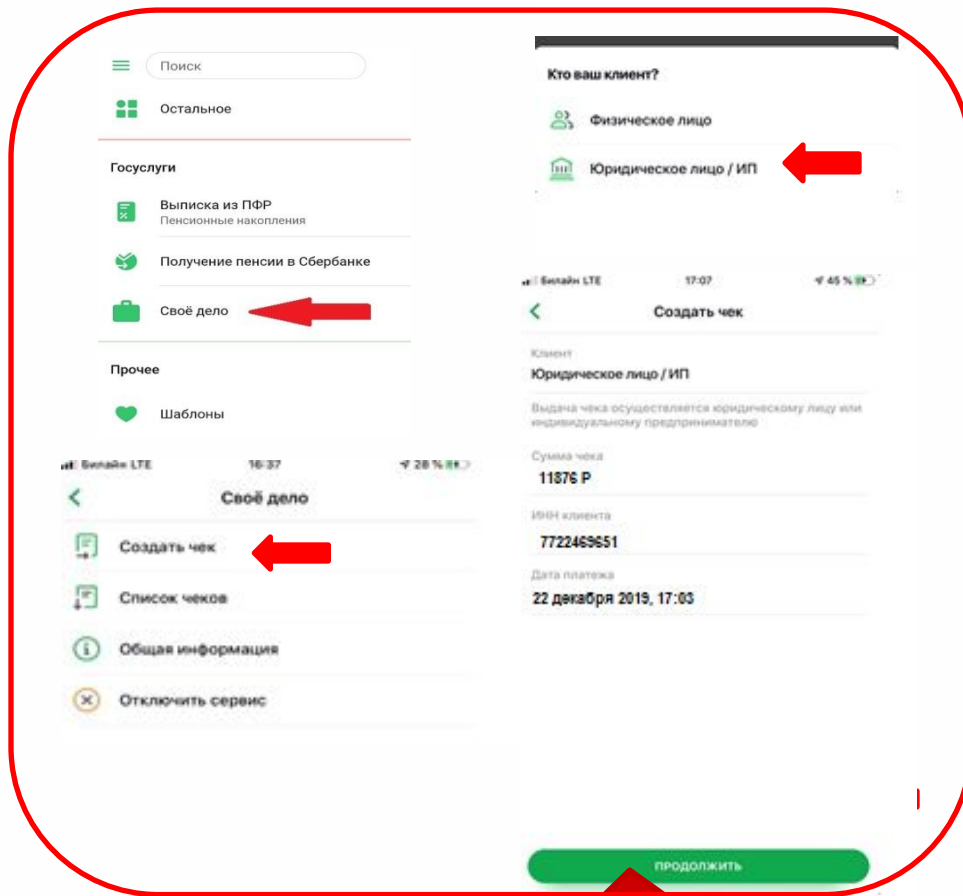 Поиск
Остальное
Госуслуги
Выписка из ПФР
Пенсионные накопления
Получение пенсии в Сбербанке
Своё дело
Прочее
Шаблоны
Билайн LTE 16:37 28 %
Своё дело
Создать чек
Список чеков
Общая информация
Отключить сервис
Кто ваш клиент?
Физическое лицо
Юридическое лицо / ИП
Билайн LTE 17:07 45 %
Создать чек
Клиент
Юридическое лицо / ИП
Выдача чека осуществляется юридическому лицу или
индивидуальному предпринимателю
Сумма чека
11876 Р
ИНН клиента
7722469651
Дата платежа
22 декабря 2019, 17:03
ПРОДОЛЖИТЬ